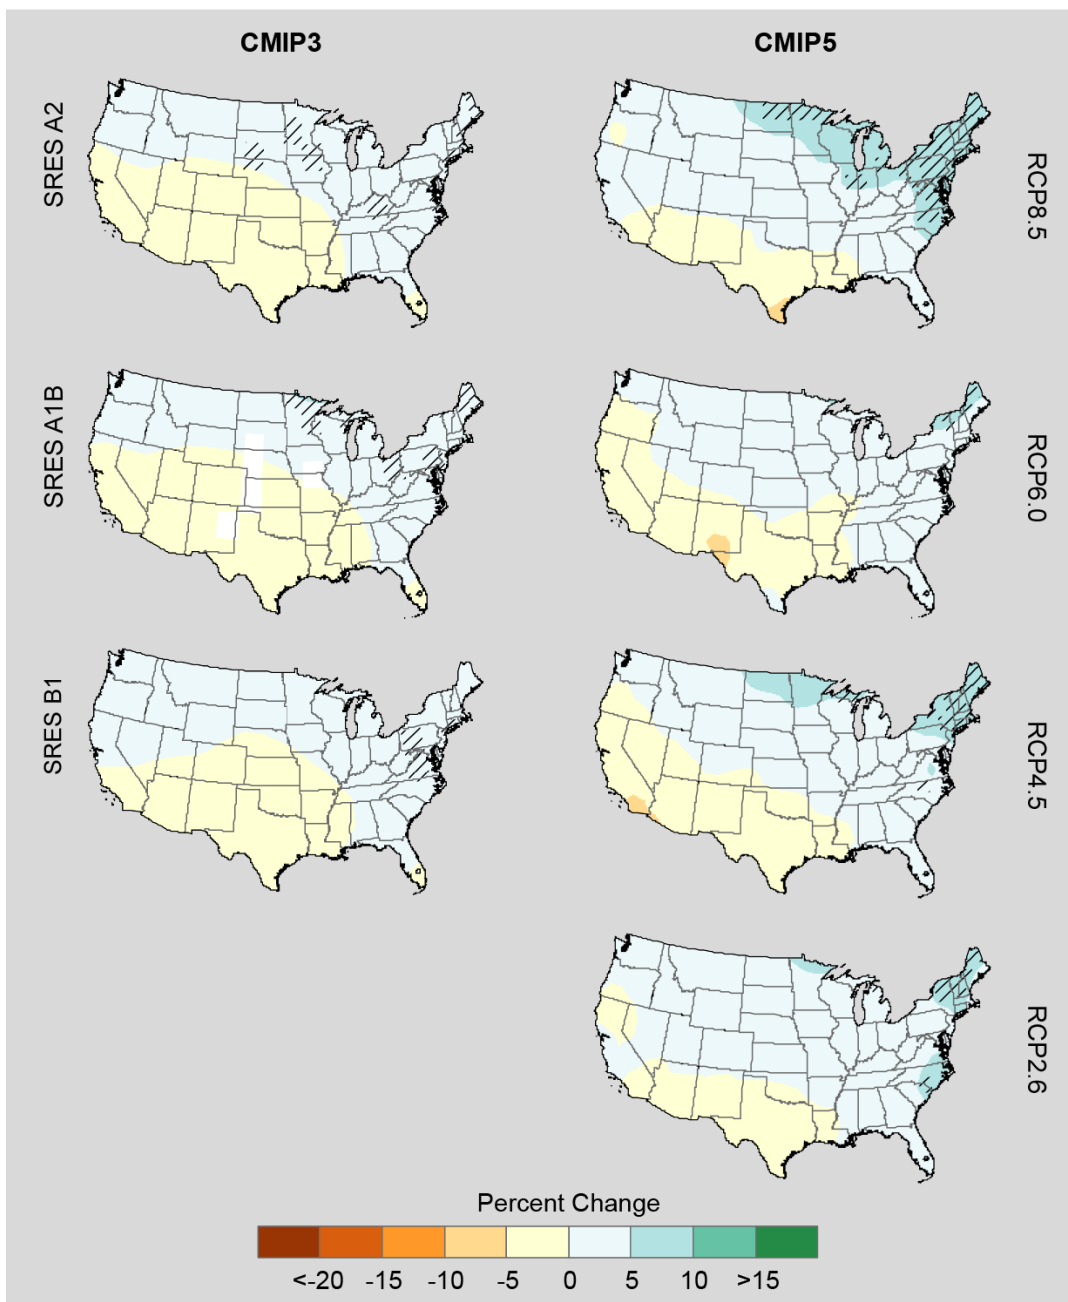 CMIP3
CMIP5
SRES A2
RCP8.5
SRES A1B
RCP6.0
SRES B1
RCP4.5
RCP2.6
Percent Change
<-20 -15 -10 -5 0 5 10 >15